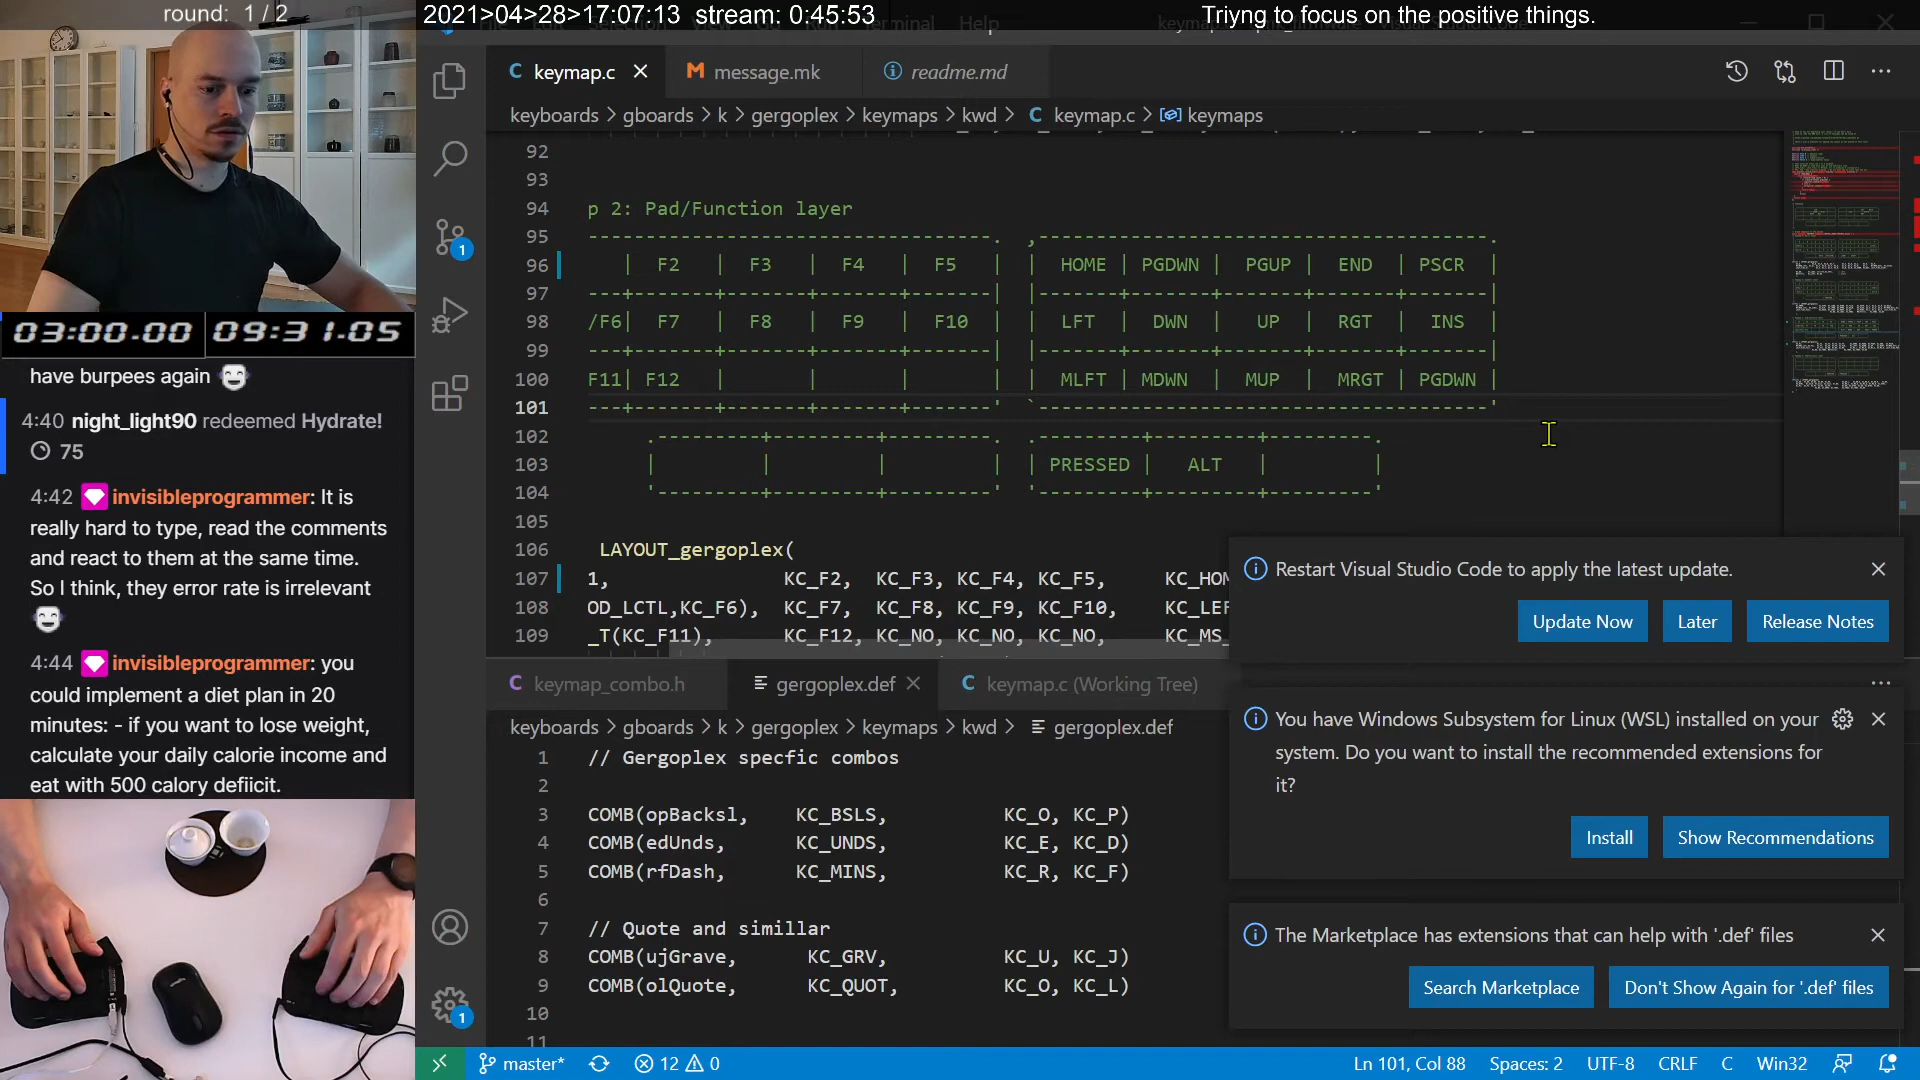 round: 1 / 2
2021>04>28>17:07:13 stream: 0:45:53
Triyng to focus on the positive things.
Help
keymap.c
message.mk
readme.md
keyboards > gboards > k > gergoplex > keymaps > kwd > C keymap.c > keymaps
92
93
94 p 2: Pad/Function layer
95 -----------------------------------. ,---------------------------------------.
96 | F2 | F3 | F4 | F5 | | HOME | PGDWN | PGUP | END | PSCR |
97 ---+-------+-------+-------+-------| |-------+-------+-------+-------+-------|
98 /F6| F7 | F8 | F9 | F10 | | LFT | DWN | UP | RGT | INS |
99 ---+-------+-------+-------+-------| |-------+-------+-------+-------+-------|
100 F11| F12 | | | | | MLFT | MDWN | MUP | MRGT | PGDWN |
101 ---+-------+-------+-------+-------' `---------------------------------------'
102 .---------+---------+---------. .---------+---------+---------.
103 | | | | | PRESSED | ALT | |
104 '---------+---------+---------' '---------+---------+---------'
105
106 LAYOUT_gergoplex(
107 1, KC_F2, KC_F3, KC_F4, KC_F5, KC_HOM
108 OD_LCTL,KC_F6), KC_F7, KC_F8, KC_F9, KC_F10, KC_LEF
109 _T(KC_F11), KC_F12, KC_NO, KC_NO, KC_NO, KC_MS_
03:00.00 09:31.05
have burpees again
4:40 night_light90 redeemed Hydrate!
75
4:42 invisibleprogrammer: It is
really hard to type, read the comments
and react to them at the same time.
So I think, they error rate is irrelevant
4:44 invisibleprogrammer: you
could implement a diet plan in 20
minutes: - if you want to lose weight,
calculate your daily calorie income and
eat with 500 calory defiicit.
keymap_combo.h
gergoplex.def
keymap.c (Working Tree)
keyboards > gboards > k > gergoplex > keymaps > kwd > gergoplex.def
1 // Gergoplex specfic combos
2
3 COMB(opBacksl, KC_BSLS, KC_O, KC_P)
4 COMB(edUnds, KC_UNDS, KC_E, KC_D)
5 COMB(rfDash, KC_MINS, KC_R, KC_F)
6
7 // Quote and simillar
8 COMB(ujGrave, KC_GRV, KC_U, KC_J)
9 COMB(olQuote, KC_QUOT, KC_O, KC_L)
10
11
Restart Visual Studio Code to apply the latest update.
Update Now
Later
Release Notes
You have Windows Subsystem for Linux (WSL) installed on your
system. Do you want to install the recommended extensions for
it?
Install
Show Recommendations
The Marketplace has extensions that can help with '.def' files
Search Marketplace
Don't Show Again for '.def' files
1
1
master*
12 0
Ln 101, Col 88
Spaces: 2
UTF-8
CRLF
C
Win32